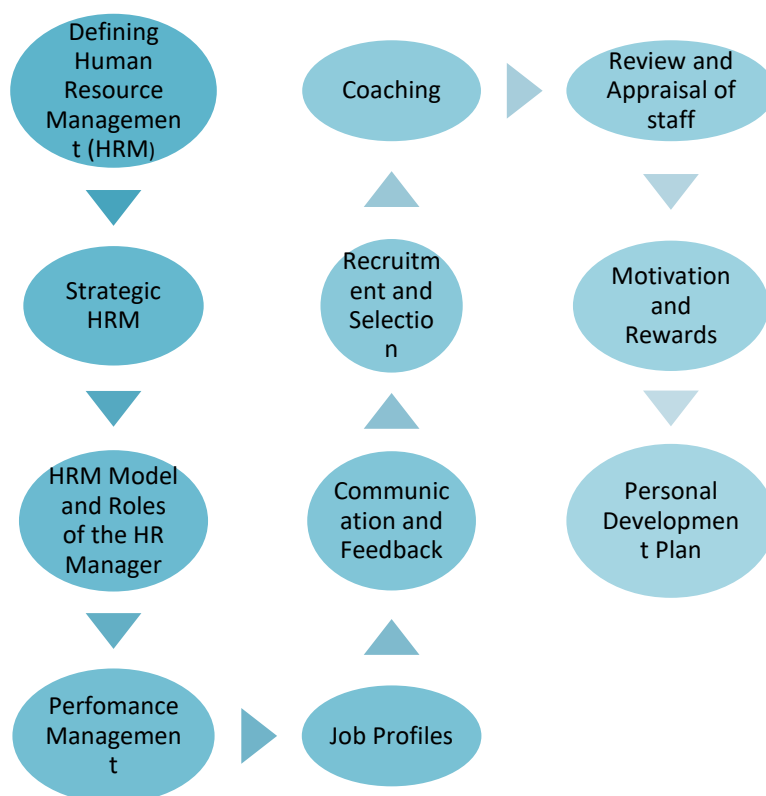 Defining
Human
Resource
Managemen
t (HRM)
Strategic
HRM
HRM Model
and Roles
of the HR
Manager
Perfomance
Managemen
t
Job Profiles
Communic
ation and
Feedback
Recruitm
ent and
Selectio
n
Coaching
Review and
Appraisal of
staff
Motivation
and
Rewards
Personal
Developmen
t Plan